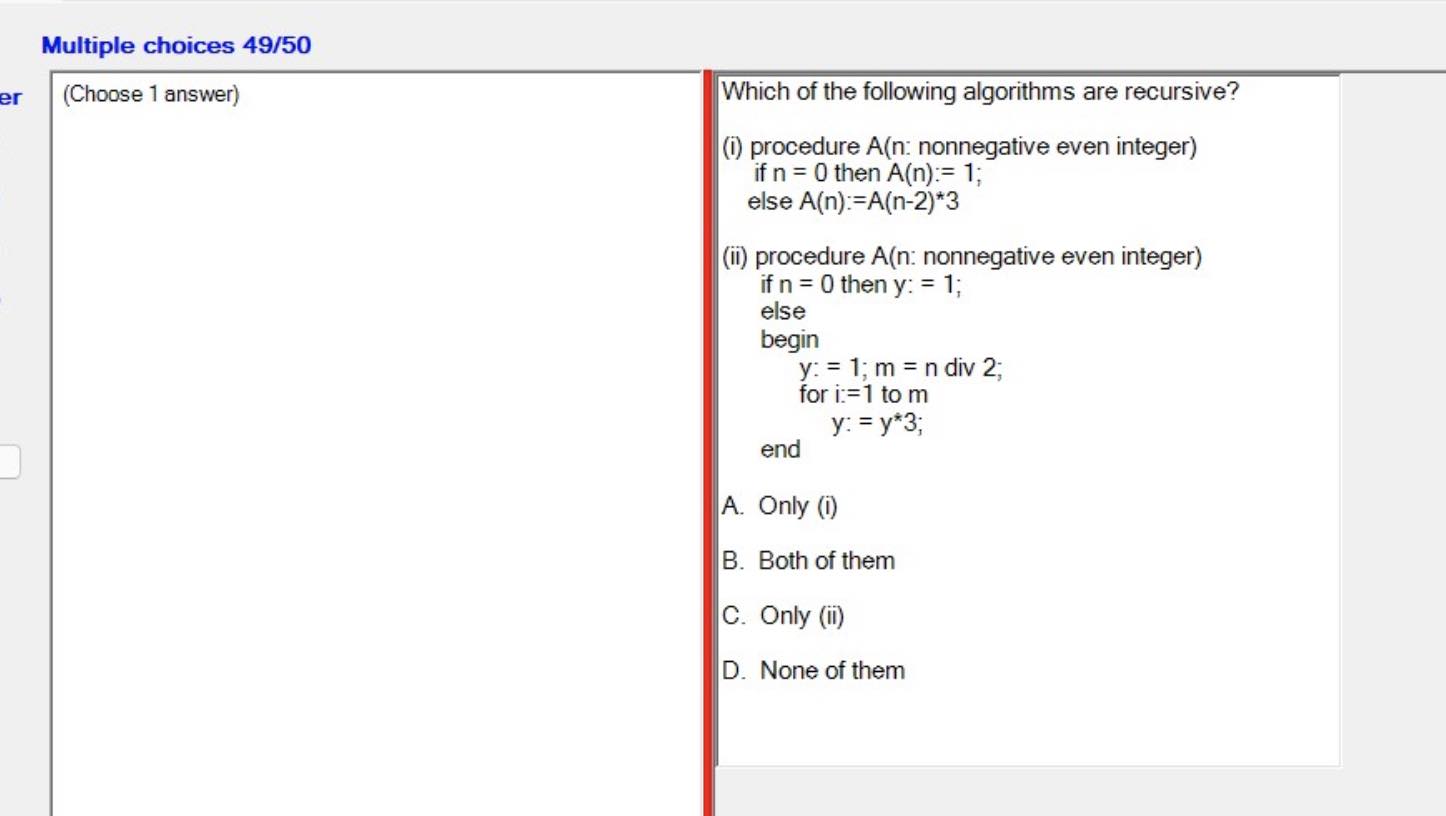 Multiple choices 49/50
er
(Choose 1 answer)
Which of the following algorithms are recursive?
(i) procedure A(n: nonnegative even integer)
if n = 0 then A(n):= 1;
else A(n):=A(n-2)*3
(ii) procedure A(n: nonnegative even integer)
if n = 0 then y: = 1;
else
begin
y: = 1; m = n div 2;
for i:=1 to m
y: = y*3;
end
A. Only (i)
B. Both of them
C. Only (ii)
D. None of them